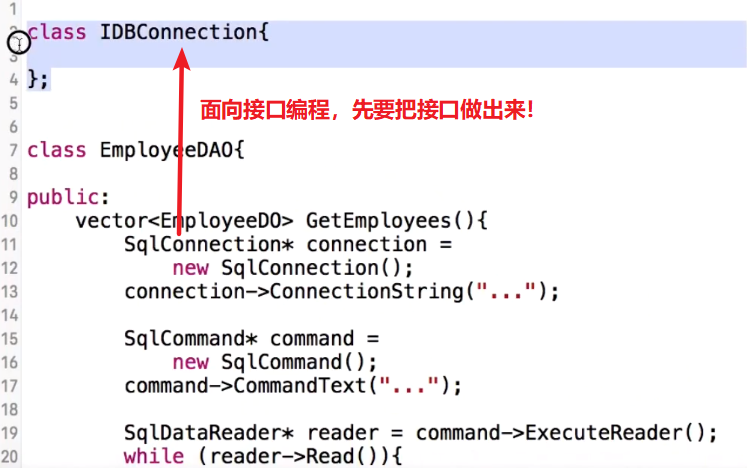 1
2 class IDBConnection{
3
4 };
5
6
7 class EmployeeDAO{
8
9 public:
10 vector<EmployeeDO> GetEmployees(){
11 SqlConnection* connection =
12 new SqlConnection();
13 connection->ConnectionString("...");
14
15 SqlCommand* command =
16 new SqlCommand();
17 command->CommandText("...");
18
19 SqlDataReader* reader = command->ExecuteReader();
20 while (reader->Read()){
面向接口编程，先要把接口做出来!